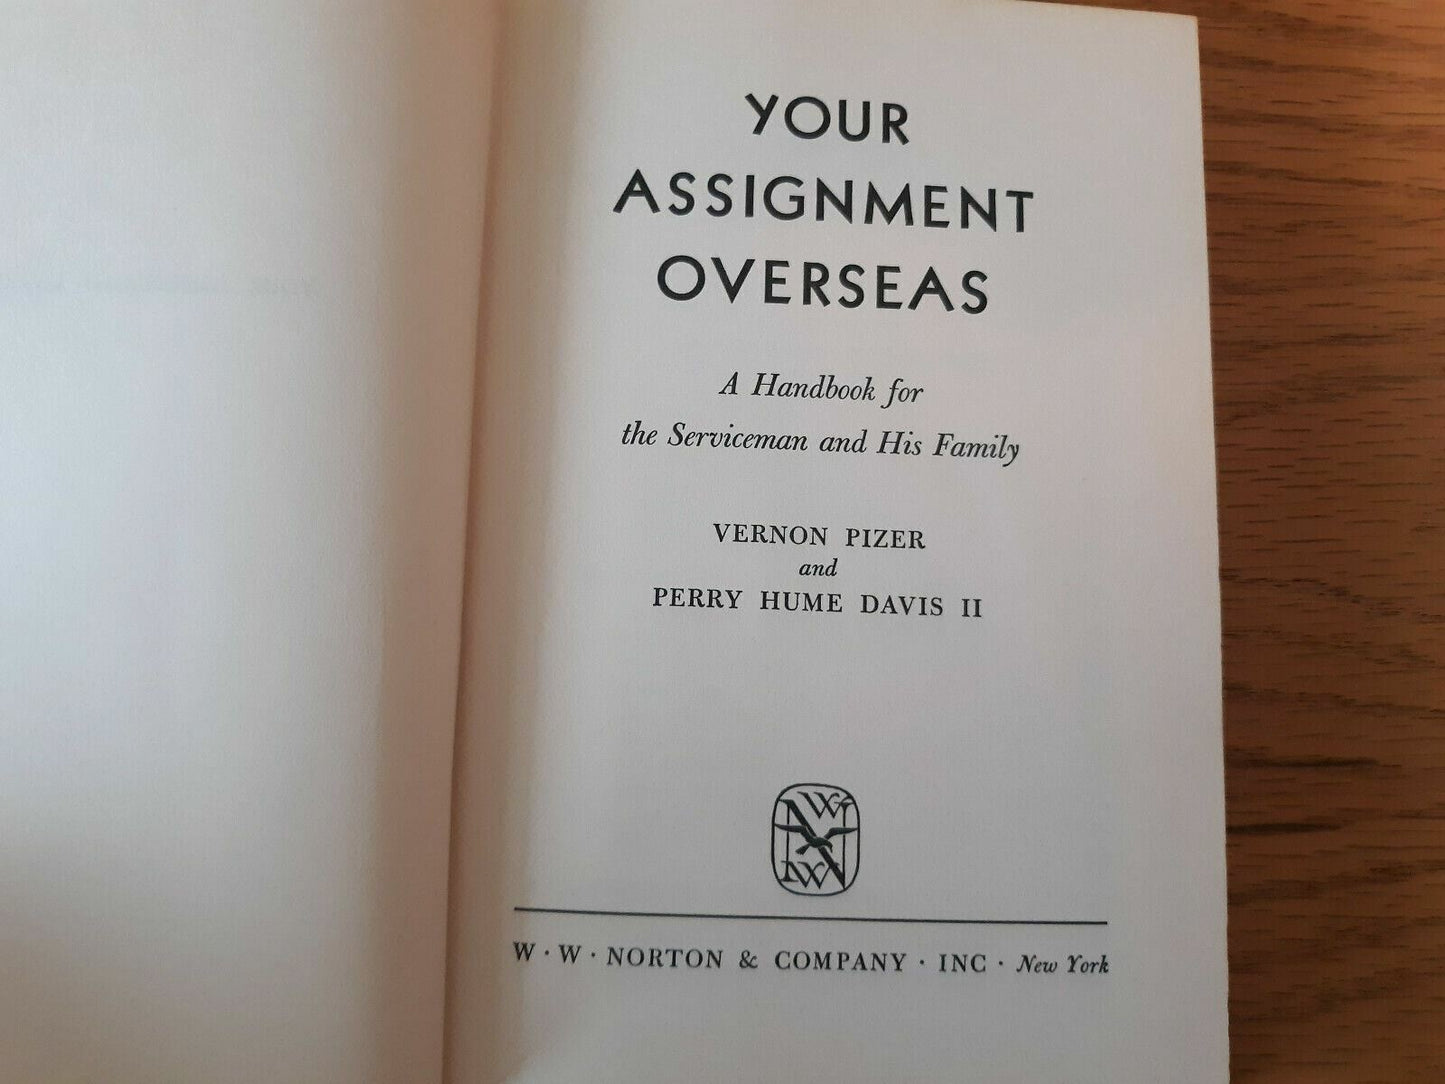 YOUR
ASSIGNMENT
OVERSEAS
A Handbook for
the Serviceman and His Family
VERNON PIZER
and
PERRY HUME DAVIS II
W W
N
NW
W · W · NORTON & COMPANY · INC · New York